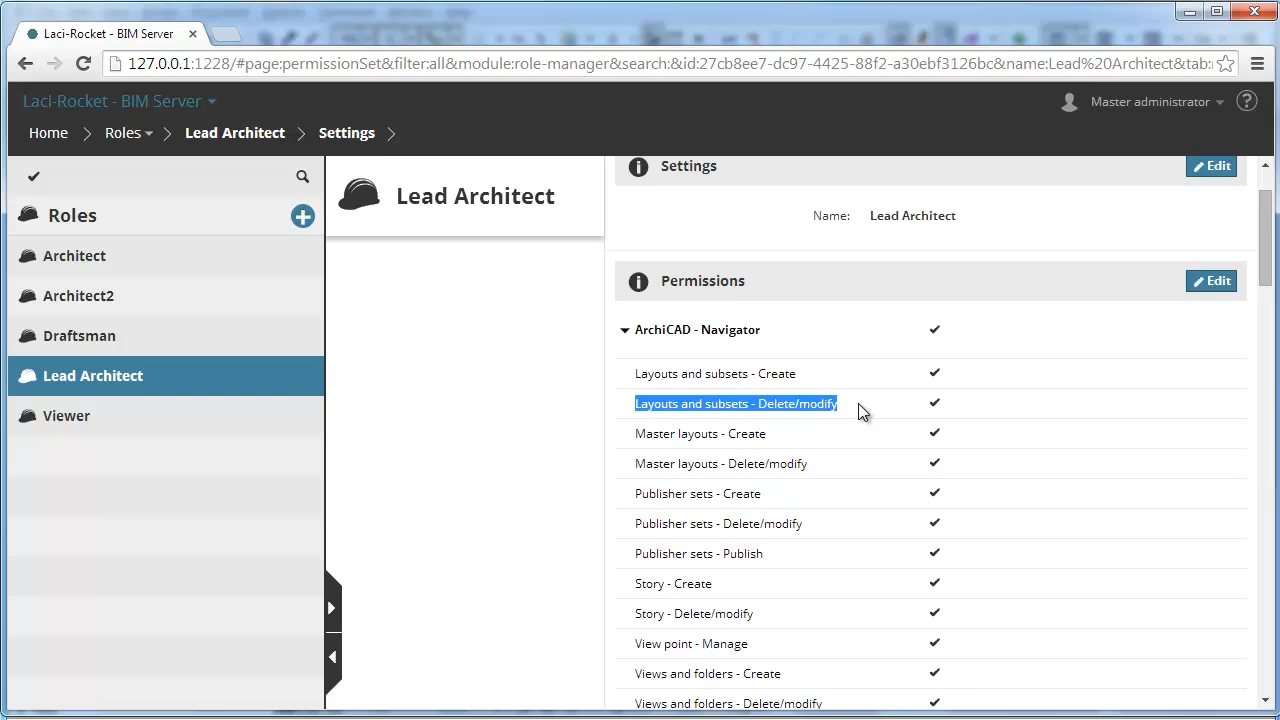 Laci-Rocket - BIM Server
127.0.0.1:1228/#page:permissionSet&filter:all&module:role-manager&search:&id:27cb8ee7-dc97-4425-88f2-a30ebf3126bc&name:Lead%20Architect&tab:
Laci-Rocket - BIM Server
Master administrator
Home
Roles
Lead Architect
Settings
Roles
Architect
Architect2
Draftsman
Lead Architect
Viewer
Lead Architect
Settings
Edit
Name: Lead Architect
Permissions
Edit
ArchiCAD - Navigator
Layouts and subsets - Create
Layouts and subsets - Delete/modify
Master layouts - Create
Master layouts - Delete/modify
Publisher sets - Create
Publisher sets - Delete/modify
Publisher sets - Publish
Story - Create
Story - Delete/modify
View point - Manage
Views and folders - Create
Views and folders - Delete/modify